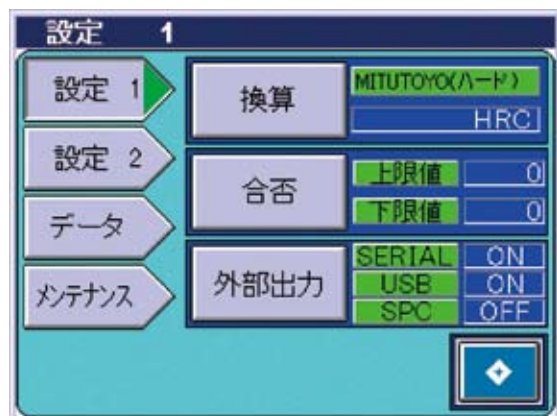 設定 1
設定 1
設定 2
データ
メンテナンス
換算
MITUTOYO(ハード)
HRC
合否
上限値 0
下限値 0
外部出力
SERIAL ON
USB ON
SPC OFF